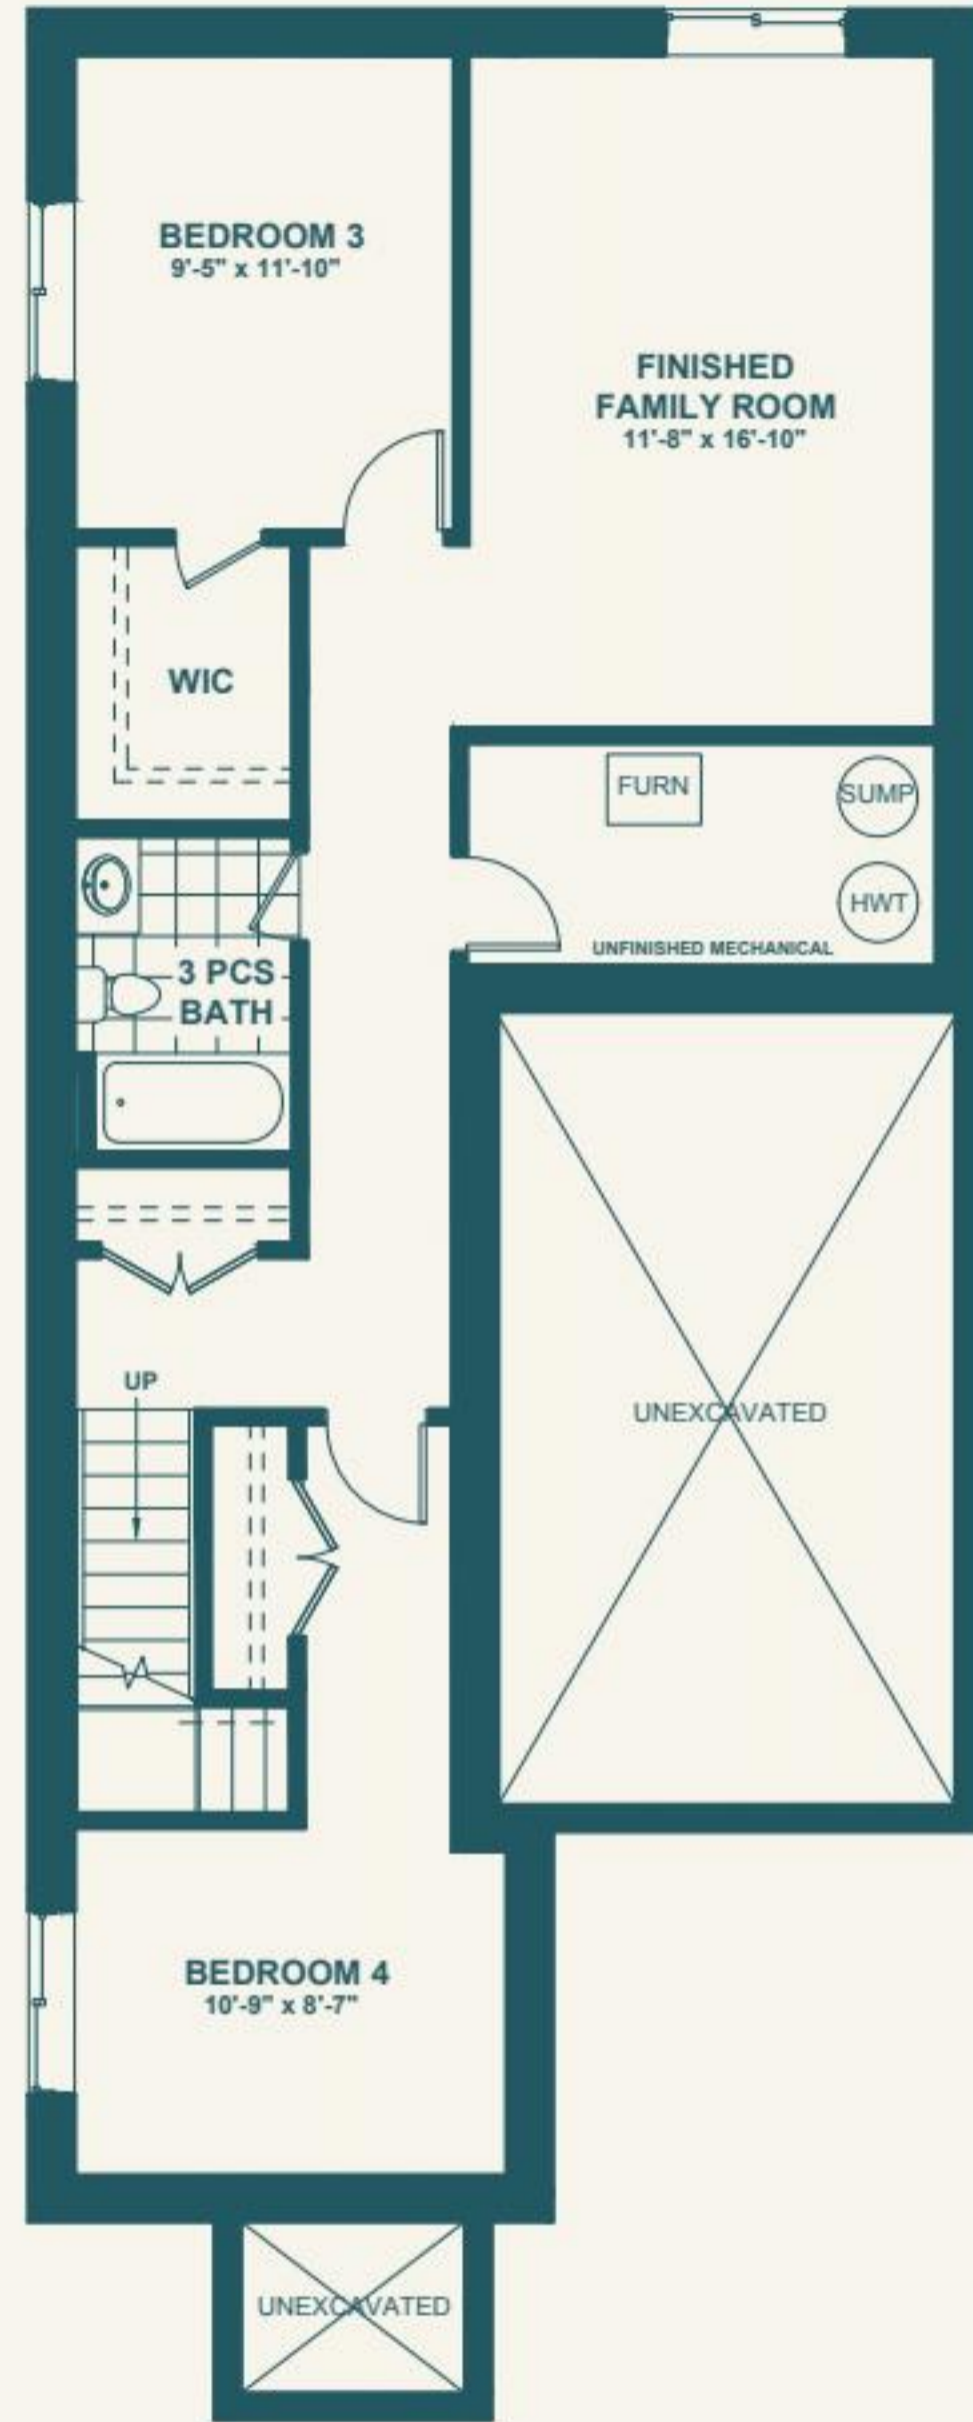 BEDROOM 3
9'-5" x 11'-10"
FINISHED
FAMILY ROOM
11'-8" x 16'-10"
WIC
FURN
SUMP
HWT
UNFINISHED MECHANICAL
3 PCS
BATH
UP
UNEXCAVATED
BEDROOM 4
10'-9" x 8'-7"
UNEXCAVATED